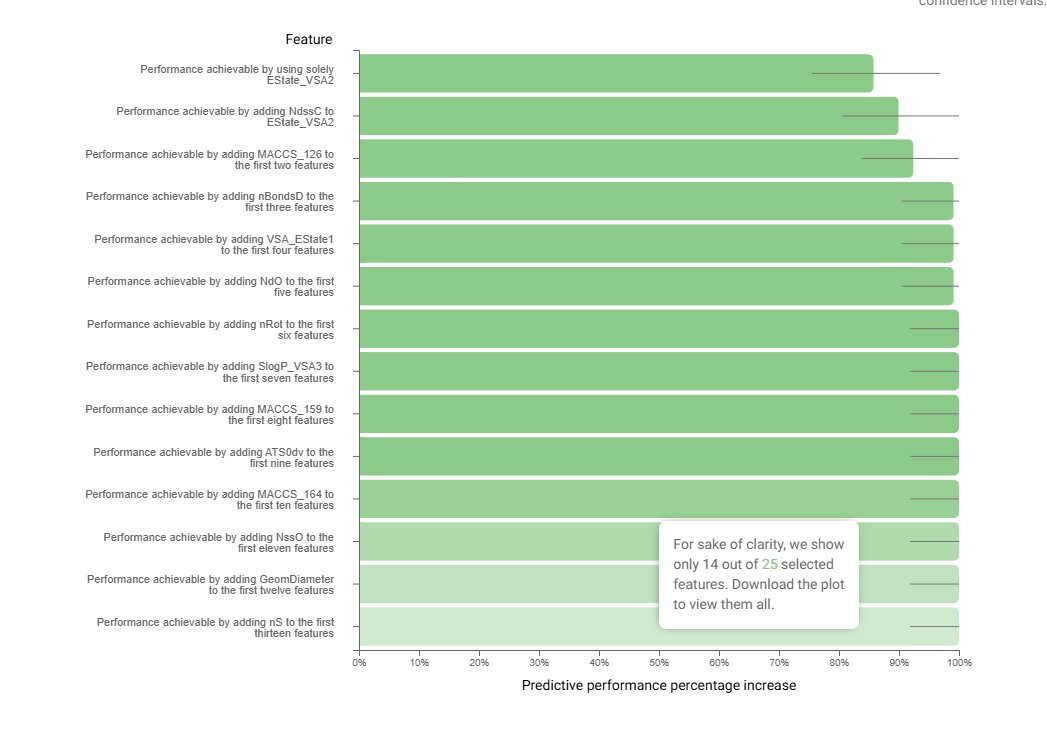 confidence intervals.
Feature
Performance achievable by using solely
EState_VSA2
Performance achievable by adding NdssC to
EState_VSA2
Performance achievable by adding MACCS_126 to
the first two features
Performance achievable by adding nBondsD to the
first three features
Performance achievable by adding VSA_EState1
to the first four features
Performance achievable by adding NdO to the first
five features
Performance achievable by adding nRot to the first
six features
Performance achievable by adding SlogP_VSA3 to
the first seven features
Performance achievable by adding MACCS_159 to
the first eight features
Performance achievable by adding ATS0dv to the
first nine features
Performance achievable by adding MACCS_164 to
the first ten features
Performance achievable by adding NssO to the
first eleven features
Performance achievable by adding GeomDiameter
to the first twelve features
Performance achievable by adding nS to the first
thirteen features
For sake of clarity, we show
only 14 out of 25 selected
features. Download the plot
to view them all.
0% 10% 20% 30% 40% 50% 60% 70% 80% 90% 100%
Predictive performance percentage increase